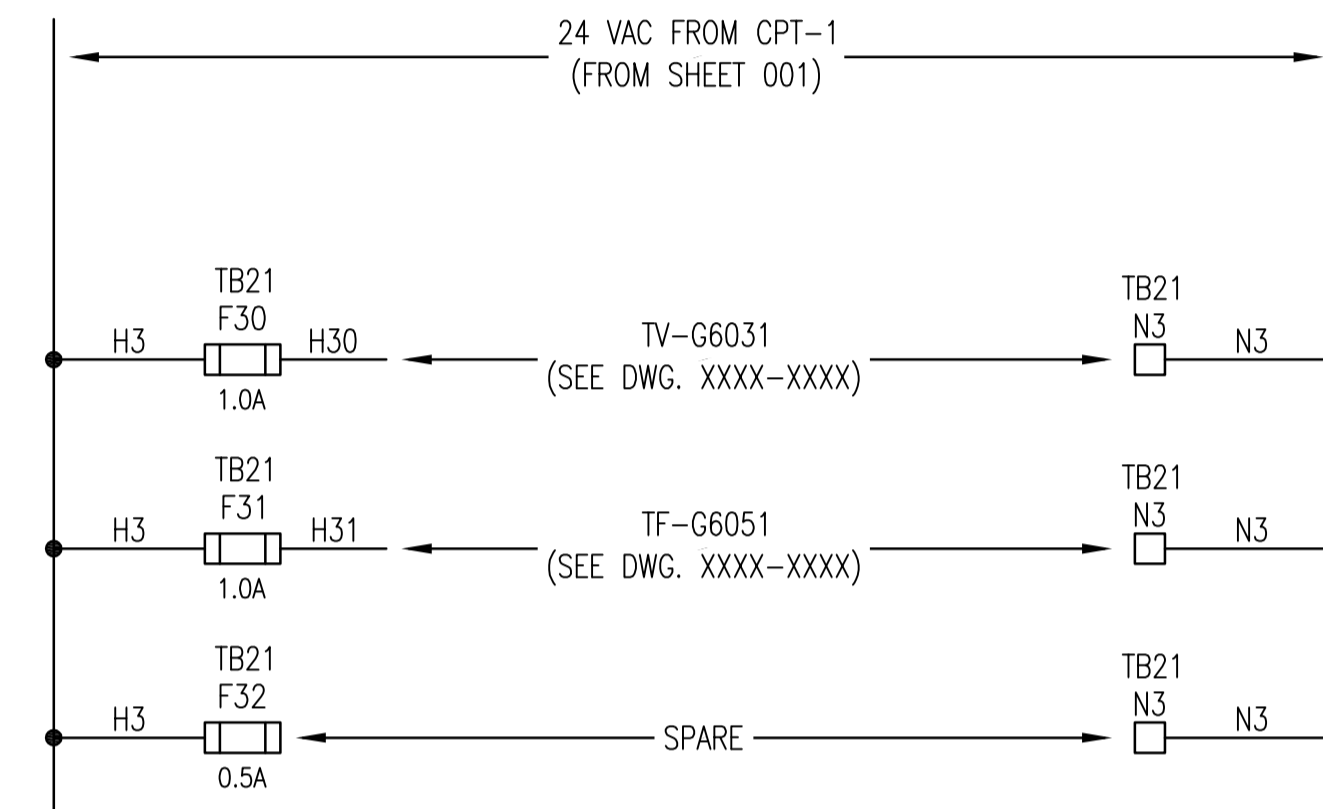 24 VAC FROM CPT-1
(FROM SHEET 001)
TB21
F30
H3
H30
1.0A
TV-G6031
(SEE DWG. XXXX-XXXX)
TB21
N3
N3
TB21
F31
H3
H31
1.0A
TF-G6051
(SEE DWG. XXXX-XXXX)
TB21
N3
N3
TB21
F32
H3
0.5A
SPARE
TB21
N3
N3